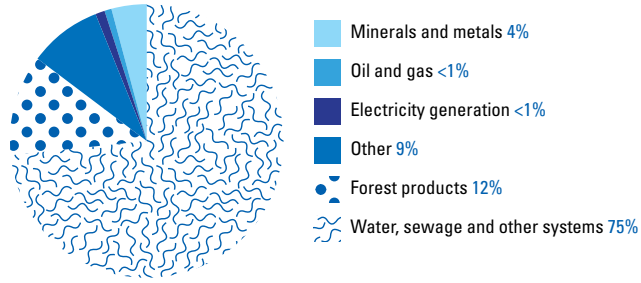 Minerals and metals 4%
Oil and gas <1%
Electricity generation <1%
Other 9%
Forest products 12%
Water, sewage and other systems 75%